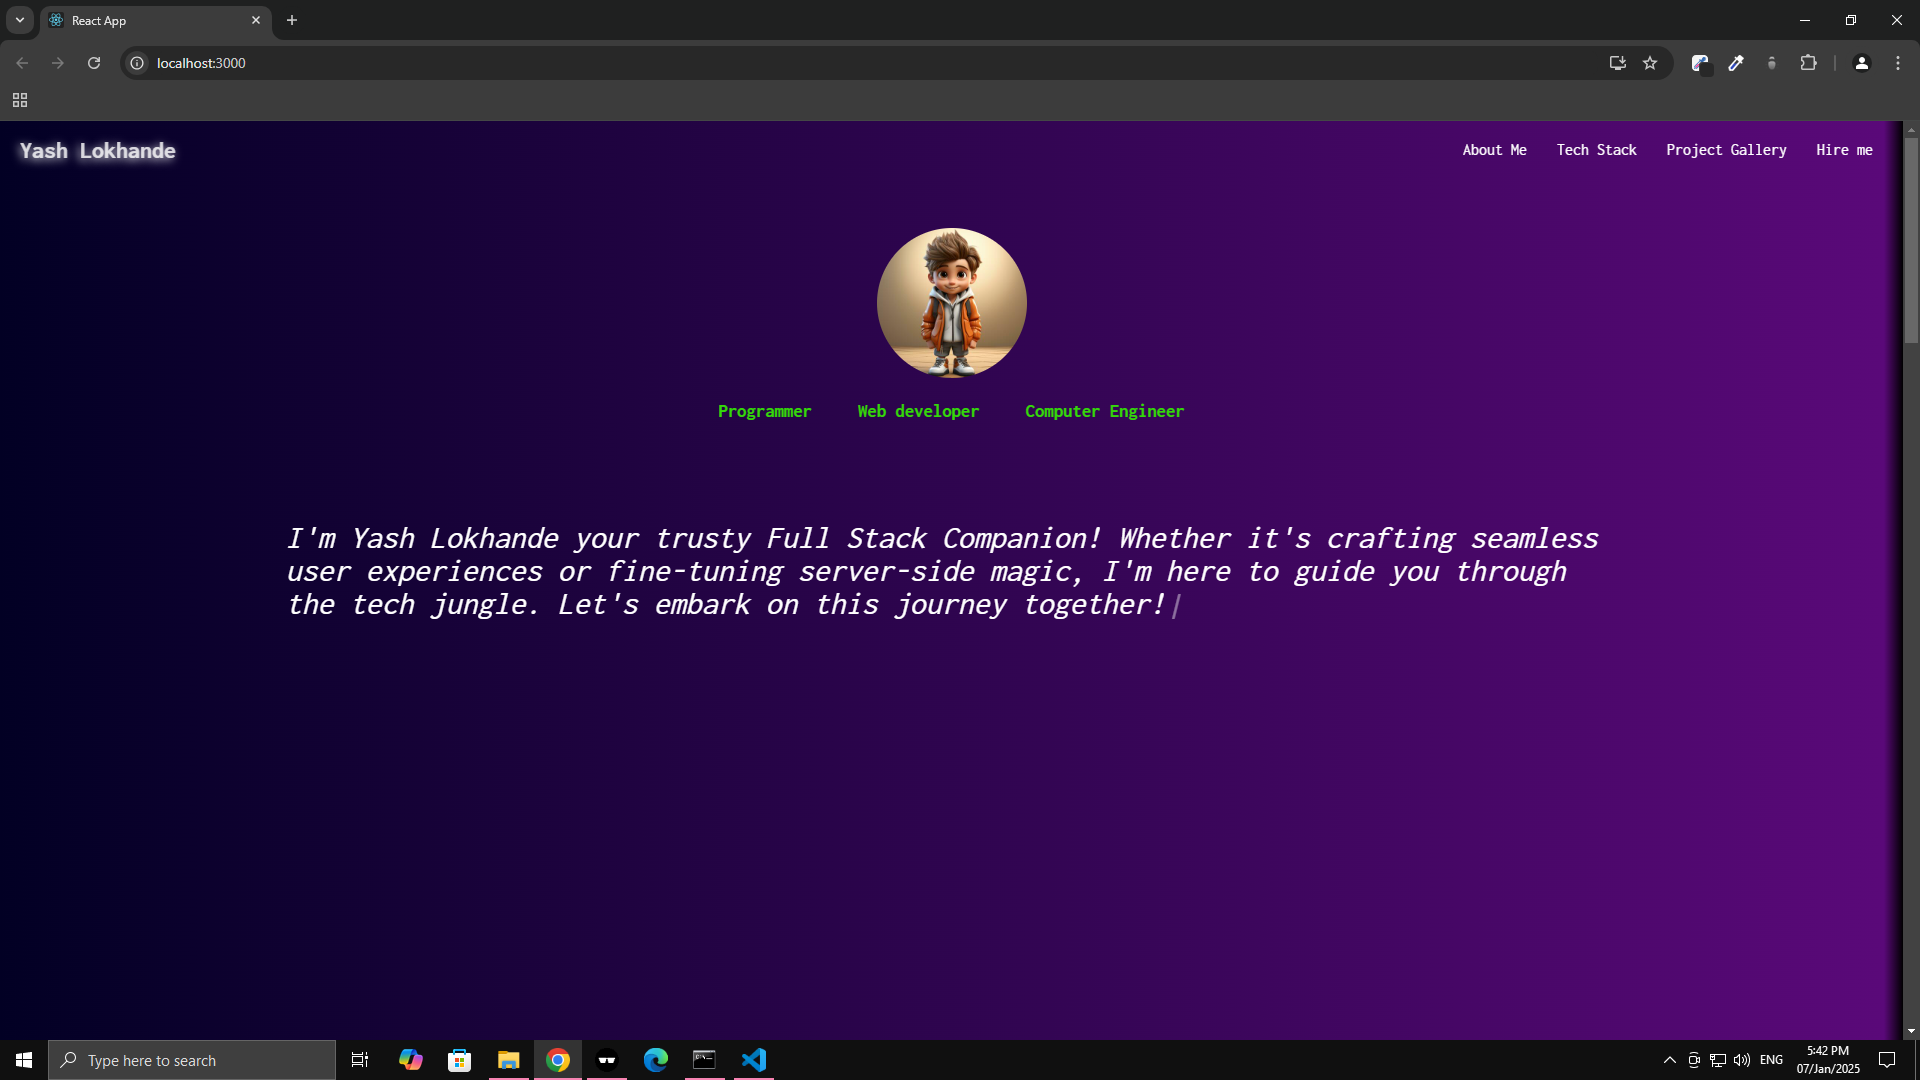 React App
localhost:3000
Yash Lokhande
About Me Tech Stack Project Gallery Hire me
Programmer Web developer Computer Engineer
I'm Yash Lokhande your trusty Full Stack Companion! Whether it's crafting seamless
user experiences or fine-tuning server-side magic, I'm here to guide you through
the tech jungle. Let's embark on this journey together!|
Type here to search
ENG
5:42 PM
07/Jan/2025